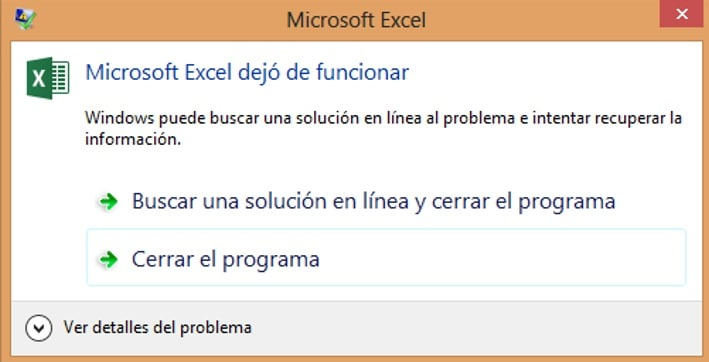 Microsoft Excel
Microsoft Excel dejó de funcionar
Windows puede buscar una solución en línea al problema e intentar recuperar la
información.
Buscar una solución en línea y cerrar el programa
Cerrar el programa
Ver detalles del problema